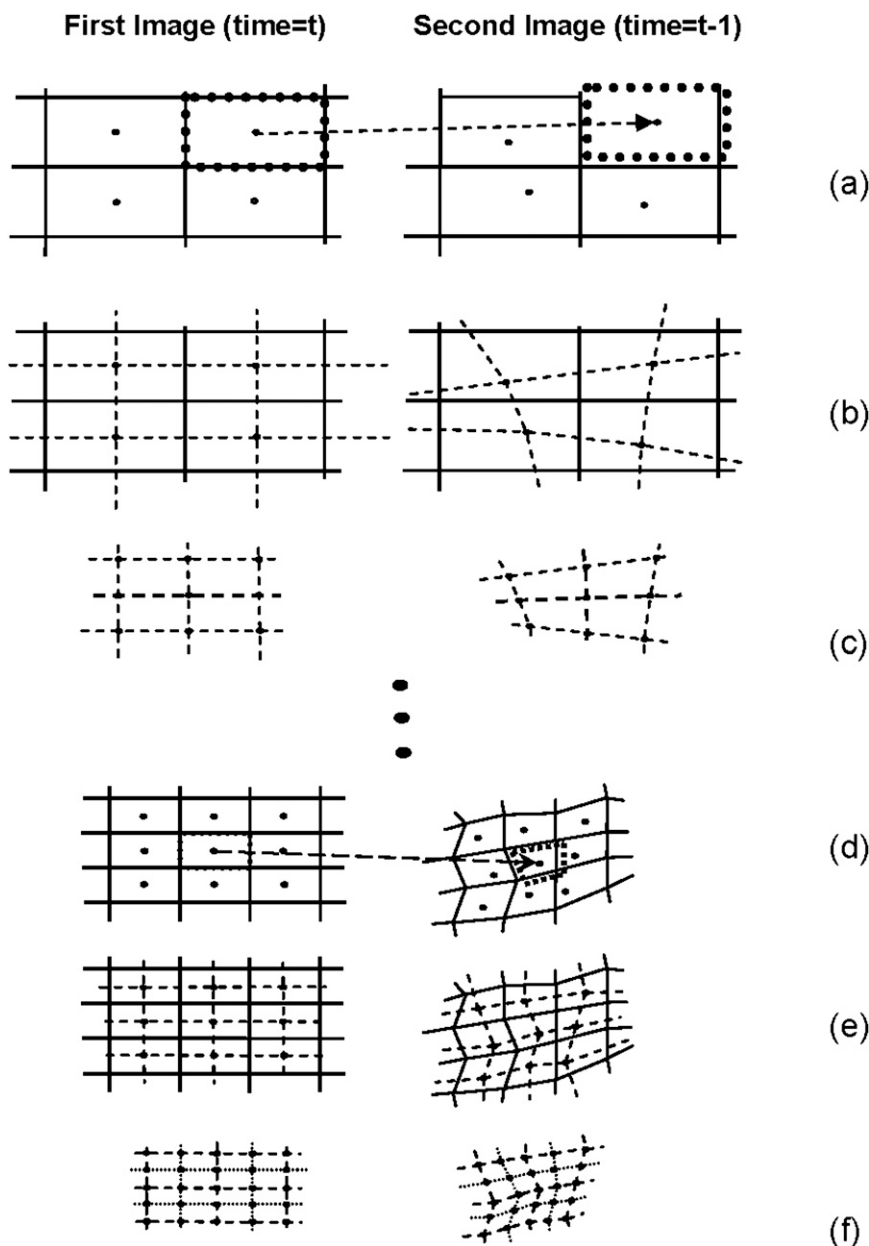 First Image (time=t) Second Image (time=t-1)
(a)
(b)
(c)
(d)
(e)
(f)